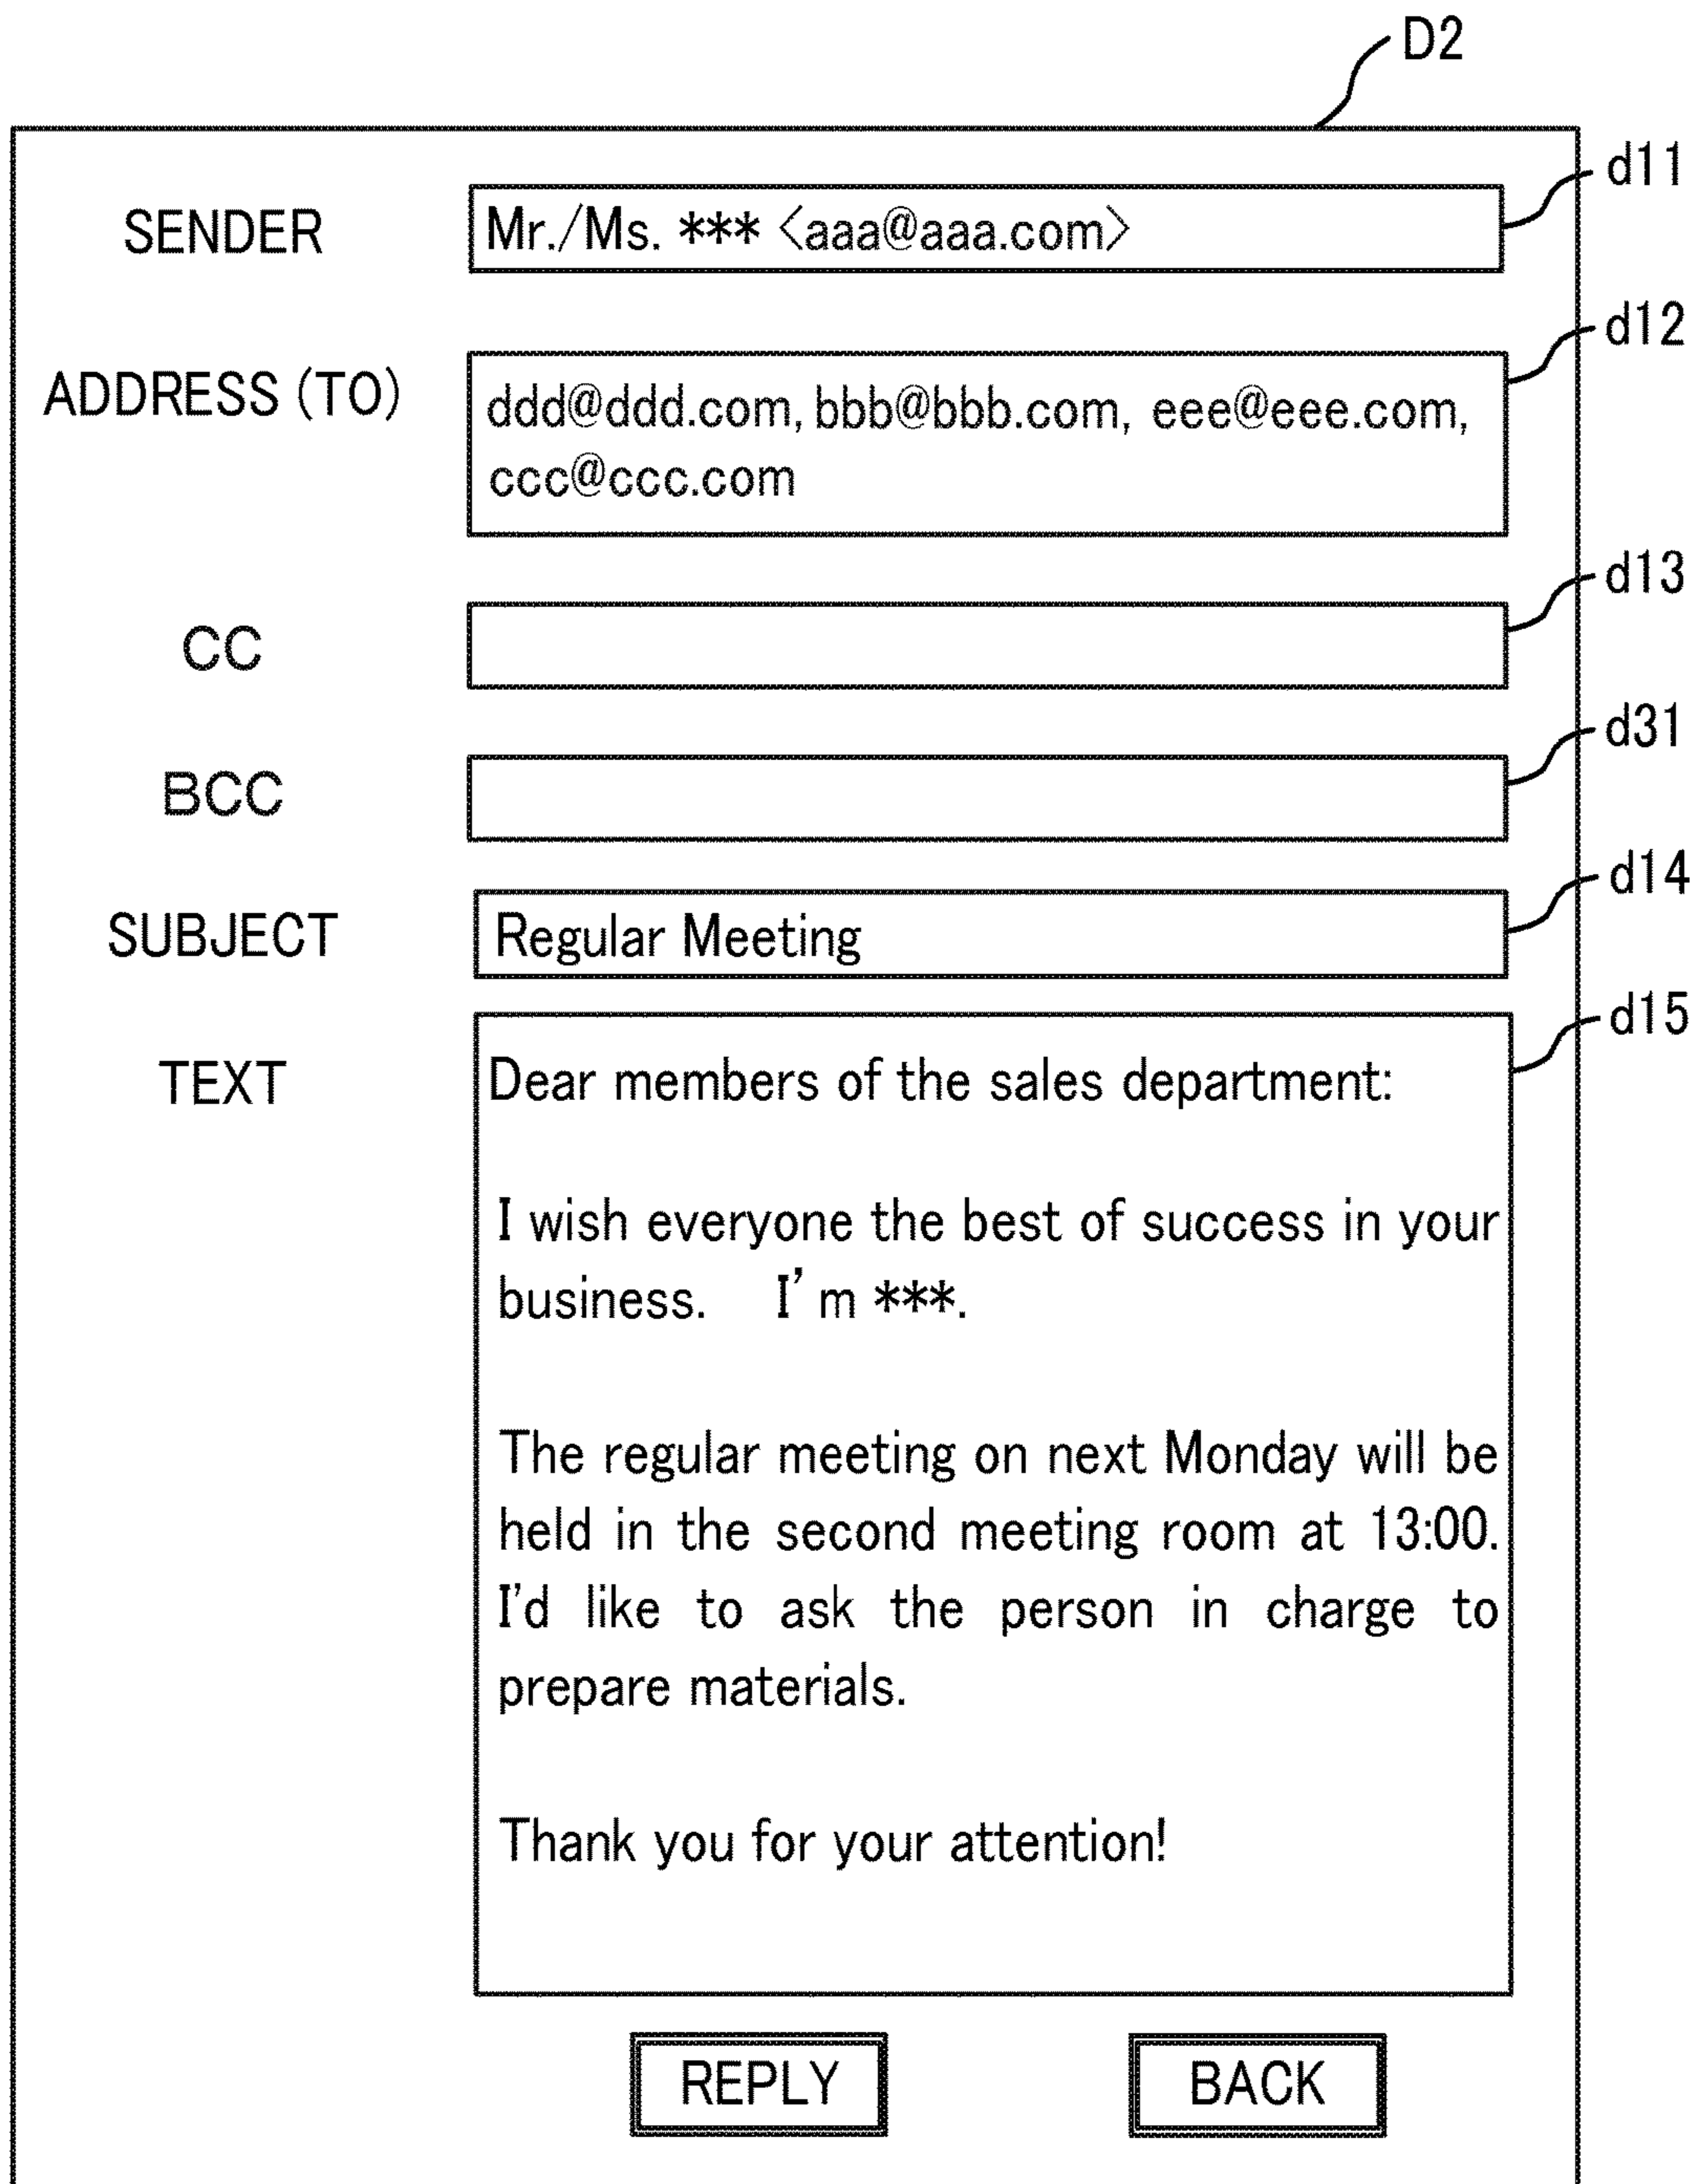 D2
SENDER
Mr./Ms. *** <aaa@aaa.com>
d11
ADDRESS (TO)
ddd@ddd.com, bbb@bbb.com, eee@eee.com,
ccc@ccc.com
d12
CC
d13
BCC
d31
SUBJECT
Regular Meeting
d14
TEXT
d15
Dear members of the sales department:
I wish everyone the best of success in your
business. I'm ***.
The regular meeting on next Monday will be
held in the second meeting room at 13:00.
I'd like to ask the person in charge to
prepare materials.
Thank you for your attention!
REPLY
BACK